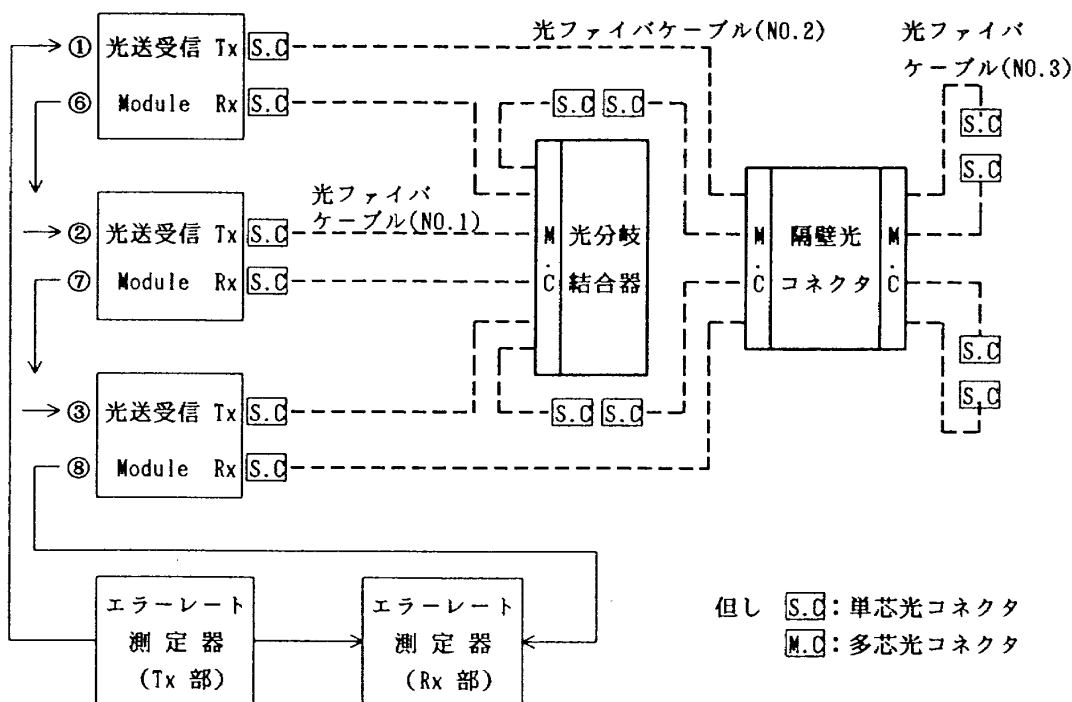 ① 光送受信 Tx S.C
⑥ Module Rx S.C
光ファイバケーブル(NO.2)
光ファイバ
ケーブル(NO.3)
S.C S.C
S.C
S.C
光ファイバ
ケーブル(NO.1)
② 光送受信 Tx S.C
⑦ Module Rx S.C
M.C
光分岐
結合器
M.C
隔壁光
コネクタ
M.C
S.C
S.C
③ 光送受信 Tx S.C
⑧ Module Rx S.C
S.C S.C
エラーレート
測定器
(Tx 部)
エラーレート
測定器
(Rx 部)
但し S.C:単芯光コネクタ
M.C:多芯光コネクタ